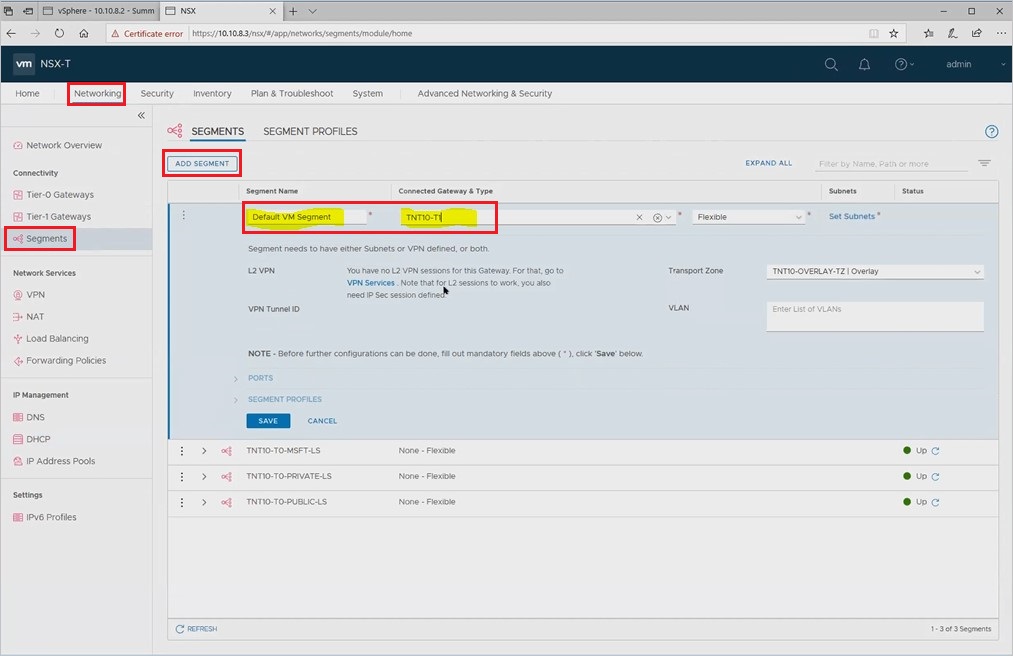 vSphere - 10.10.8.2 - Summ
NSX
Certificate error
https://10.10.8.3/nsx/#/app/networks/segments/module/home
vm NSX-T
admin
Home
Networking
Security
Inventory
Plan & Troubleshoot
System
Advanced Networking & Security
Network Overview
Connectivity
Tier-0 Gateways
Tier-1 Gateways
Segments
Network Services
VPN
NAT
Load Balancing
Forwarding Policies
IP Management
DNS
DHCP
IP Address Pools
Settings
IPv6 Profiles
SEGMENTS
SEGMENT PROFILES
ADD SEGMENT
EXPAND ALL
Filter by Name, Path or more
Segment Name
Connected Gateway & Type
Subnets
Status
Default VM Segment *
TNT10-T1
*
Flexible
*
Set Subnets *
Segment needs to have either Subnets or VPN defined, or both.
L2 VPN
You have no L2 VPN sessions for this Gateway. For that, go to
VPN Services . Note that for L2 sessions to work, you also
need IP Sec session defined.
Transport Zone
TNT10-OVERLAY-TZ | Overlay
VPN Tunnel ID
VLAN
Enter List of VLANs
NOTE - Before further configurations can be done, fill out mandatory fields above ( * ), click 'Save' below.
PORTS
SEGMENT PROFILES
SAVE
CANCEL
TNT10-T0-MSFT-LS
None - Flexible
Up
TNT10-T0-PRIVATE-LS
None - Flexible
Up
TNT10-T0-PUBLIC-LS
None - Flexible
Up
REFRESH
1 - 3 of 3 Segments